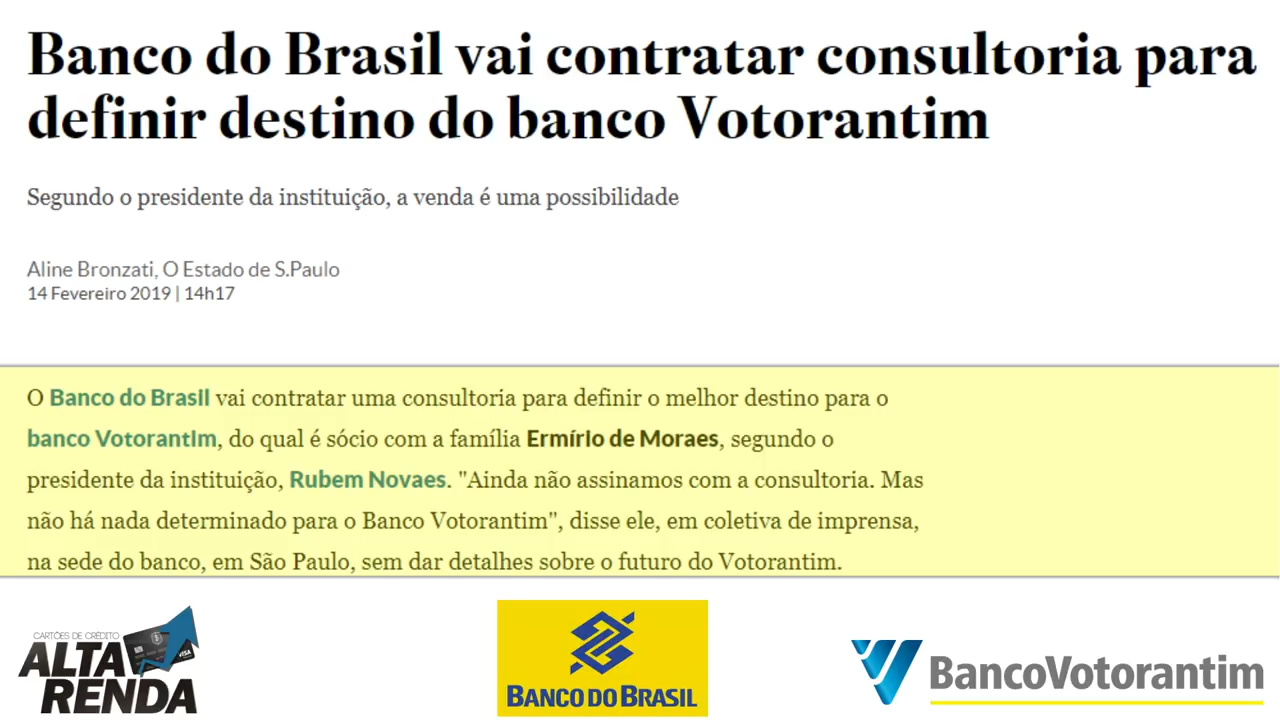 Banco do Brasil vai contratar consultoria para
definir destino do banco Votorantim
Segundo o presidente da instituição, a venda é uma possibilidade
Aline Bronzati, O Estado de S.Paulo
14 Fevereiro 2019 | 14h17
O Banco do Brasil vai contratar uma consultoria para definir o melhor destino para o
banco Votorantim, do qual é sócio com a família Ermírio de Moraes, segundo o
presidente da instituição, Rubem Novaes. "Ainda não assinamos com a consultoria. Mas
não há nada determinado para o Banco Votorantim", disse ele, em coletiva de imprensa,
na sede do banco, em São Paulo, sem dar detalhes sobre o futuro do Votorantim.
CARTÕES DE CRÉDITO
ALTA
RENDA
VISA
BANCO DO BRASIL
BancoVotorantim